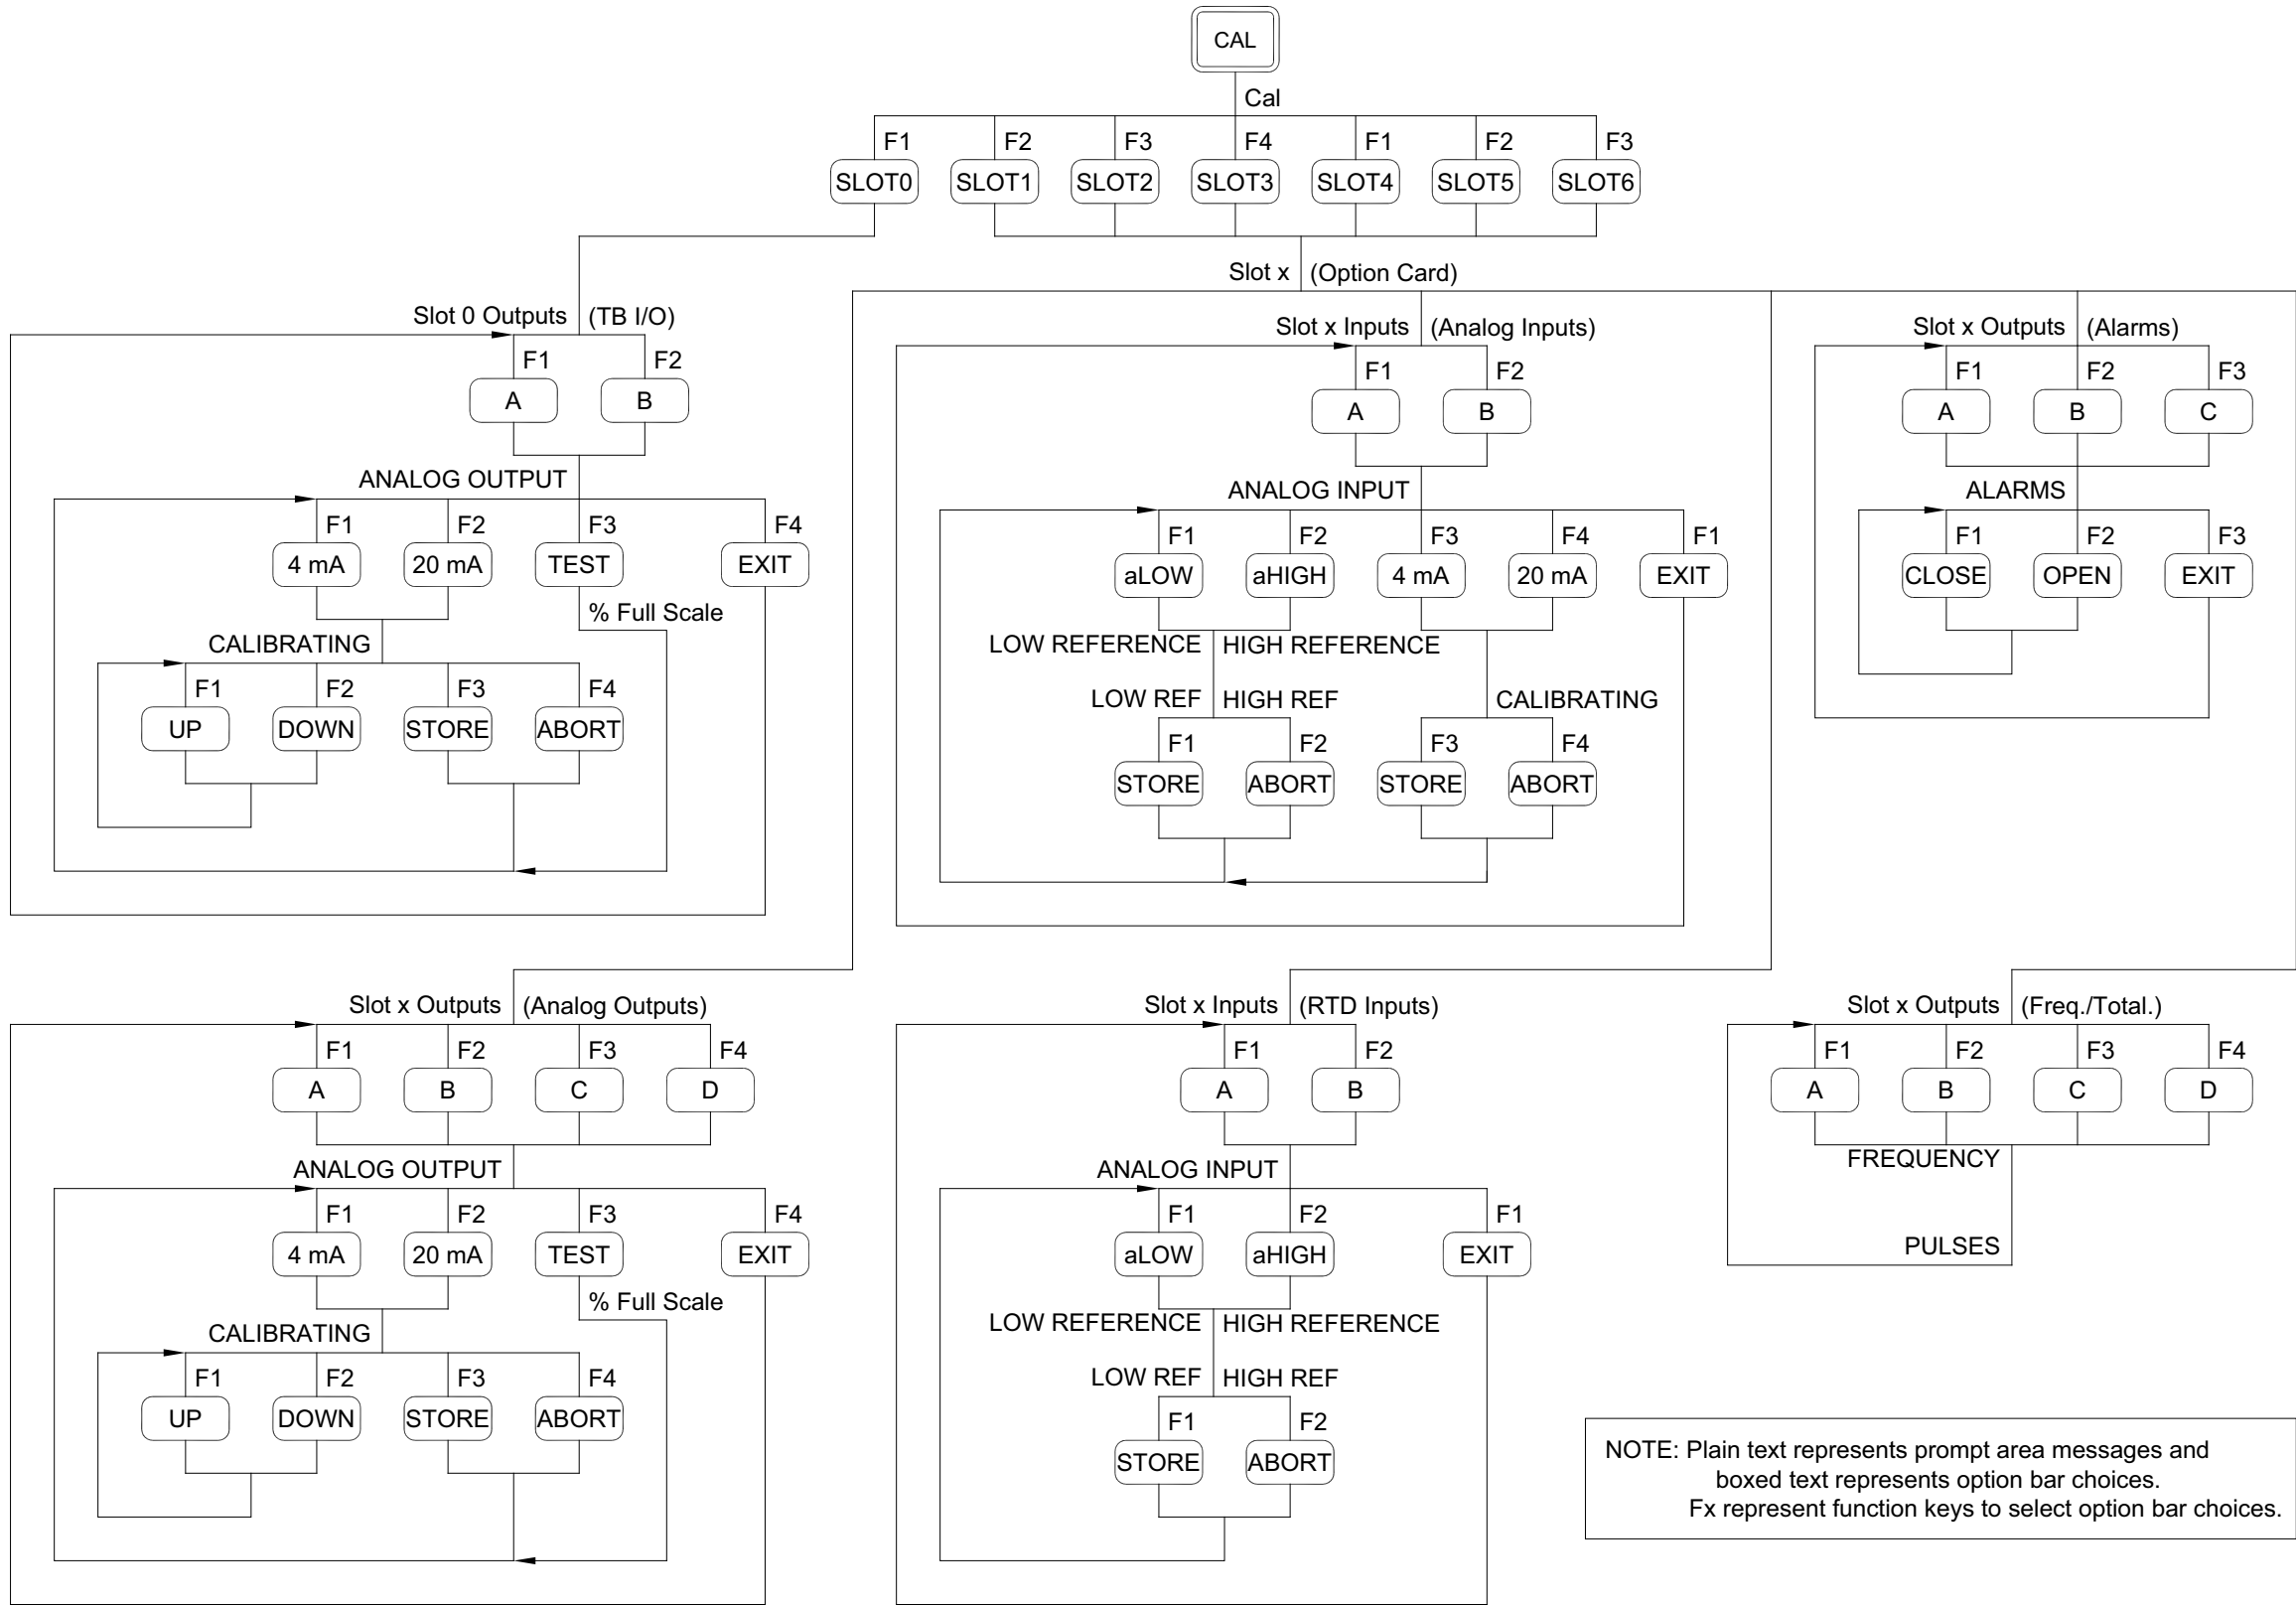 CAL
Cal
F1 F2 F3 F4 F1 F2 F3
SLOT0 SLOT1 SLOT2 SLOT3 SLOT4 SLOT5 SLOT6
Slot x (Option Card)
Slot 0 Outputs (TB I/O)
F1 F2
A B
ANALOG OUTPUT
F1 F2 F3 F4
4 mA 20 mA TEST EXIT
% Full Scale
CALIBRATING
F1 F2 F3 F4
UP DOWN STORE ABORT
Slot x Inputs (Analog Inputs)
F1 F2
A B
ANALOG INPUT
F1 F2 F3 F4 F1
aLOW aHIGH 4 mA 20 mA EXIT
LOW REFERENCE HIGH REFERENCE
LOW REF HIGH REF CALIBRATING
F1 F2 F3 F4
STORE ABORT STORE ABORT
Slot x Outputs (Alarms)
F1 F2 F3
A B C
ALARMS
F1 F2 F3
CLOSE OPEN EXIT
Slot x Outputs (Analog Outputs)
F1 F2 F3 F4
A B C D
ANALOG OUTPUT
F1 F2 F3 F4
4 mA 20 mA TEST EXIT
% Full Scale
CALIBRATING
F1 F2 F3 F4
UP DOWN STORE ABORT
Slot x Inputs (RTD Inputs)
F1 F2
A B
ANALOG INPUT
F1 F2 F1
aLOW aHIGH EXIT
LOW REFERENCE HIGH REFERENCE
LOW REF HIGH REF
F1 F2
STORE ABORT
Slot x Outputs (Freq./Total.)
F1 F2 F3 F4
A B C D
FREQUENCY
PULSES
NOTE: Plain text represents prompt area messages and
boxed text represents option bar choices.
Fx represent function keys to select option bar choices.